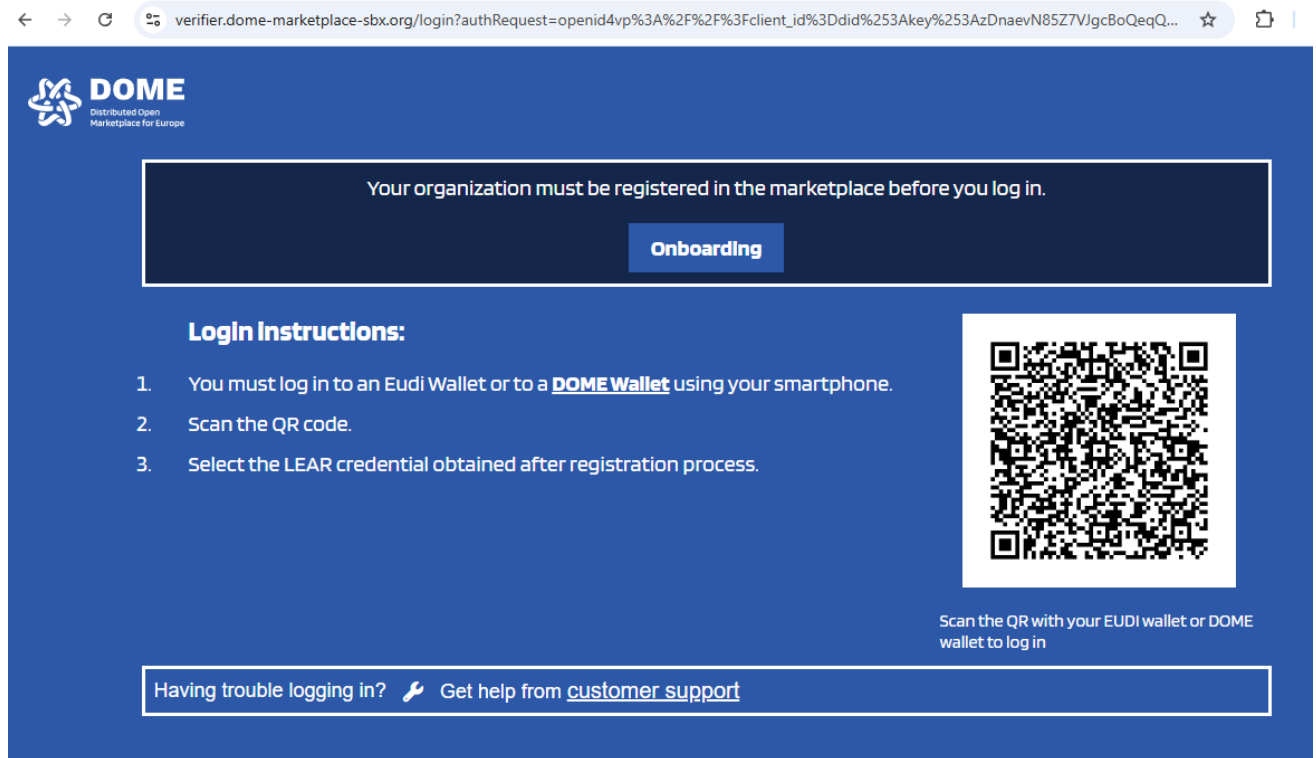 verifier.dome-marketplace-sbx.org/login?authRequest=openid4vp%3A%2F%2F%3Fclient_id%3Ddid%253Akey%253AzDnaevN85Z7VJgcBoQeqQ...
DOME
Distributed Open
Marketplace for Europe
Your organization must be registered in the marketplace before you log in.
Onboarding
Login instructions:
1. You must log in to an Eudi Wallet or to a DOME Wallet using your smartphone.
2. Scan the QR code.
3. Select the LEAR credential obtained after registration process.
Scan the QR with your EUDI wallet or DOME
wallet to log in
Having trouble logging in? Get help from customer support